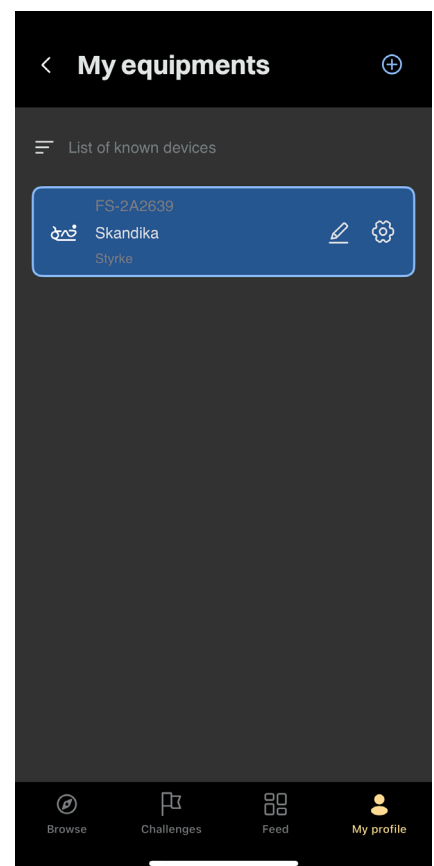 My equipments
List of known devices
FS-2A2639
Skandika
Styrke
Browse
Challenges
Feed
My profile